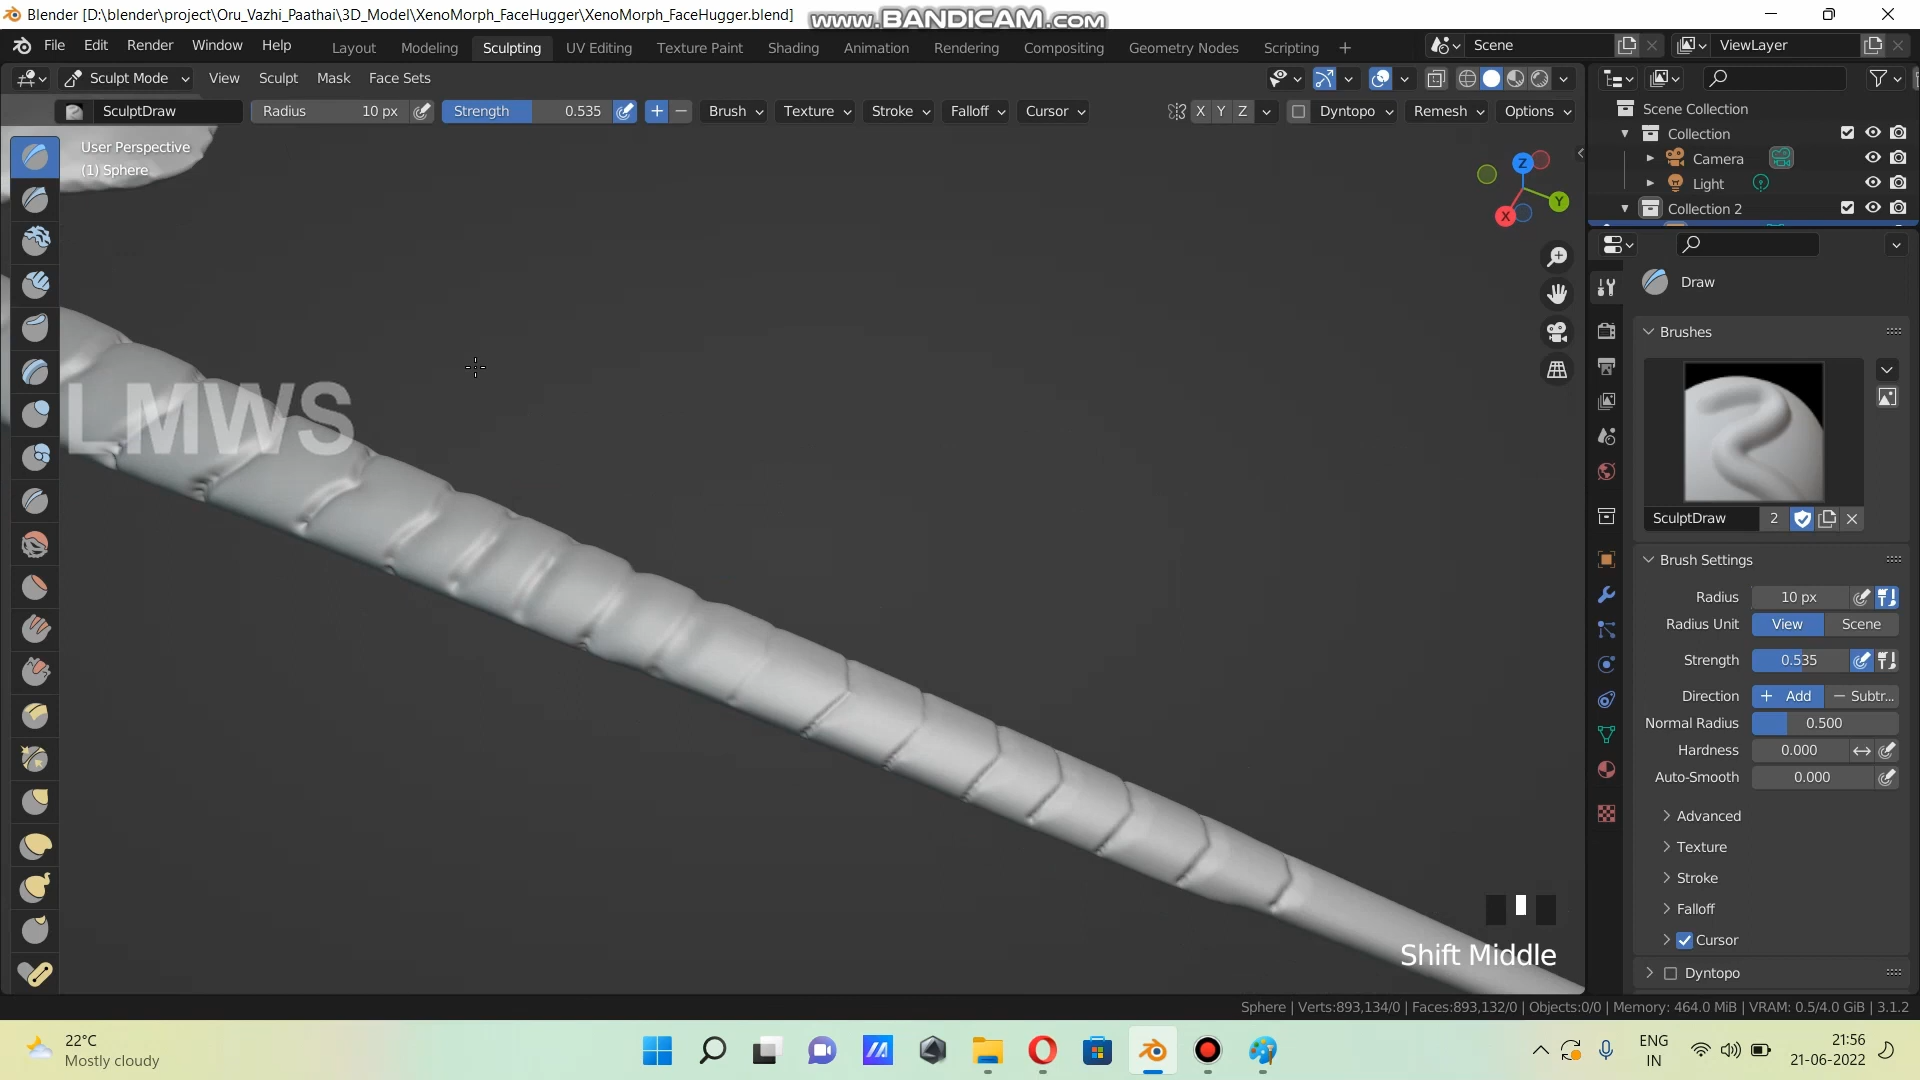 Blender [D:\blender\project\Oru_Vazhi_Paathai\3D_Model\XenoMorph_FaceHugger\XenoMorph_FaceHugger.blend]
www.BANDICAM.com
File Edit Render Window Help Layout Modeling Sculpting UV Editing Texture Paint Shading Animation Rendering Compositing Geometry Nodes Scripting + Scene ViewLayer
Sculpt Mode View Sculpt Mask Face Sets
SculptDraw Radius 10 px Strength 0.535 + − Brush Texture Stroke Falloff Cursor X Y Z Dyntopo Remesh Options
User Perspective
(1) Sphere
Z
Y
X
LMWS
Shift Middle
Scene Collection
Collection
Camera
Light
Collection 2
Draw
Brushes
SculptDraw 2
Brush Settings
Radius 10 px
Radius Unit View Scene
Strength 0.535
Direction + Add − Subtr...
Normal Radius 0.500
Hardness 0.000
Auto-Smooth 0.000
Advanced
Texture
Stroke
Falloff
Cursor
Dyntopo
Sphere | Verts:893,134/0 | Faces:893,132/0 | Objects:0/0 | Memory: 464.0 MiB | VRAM: 0.5/4.0 GiB | 3.1.2
22°C
Mostly cloudy
ENG
IN
21:56
21-06-2022